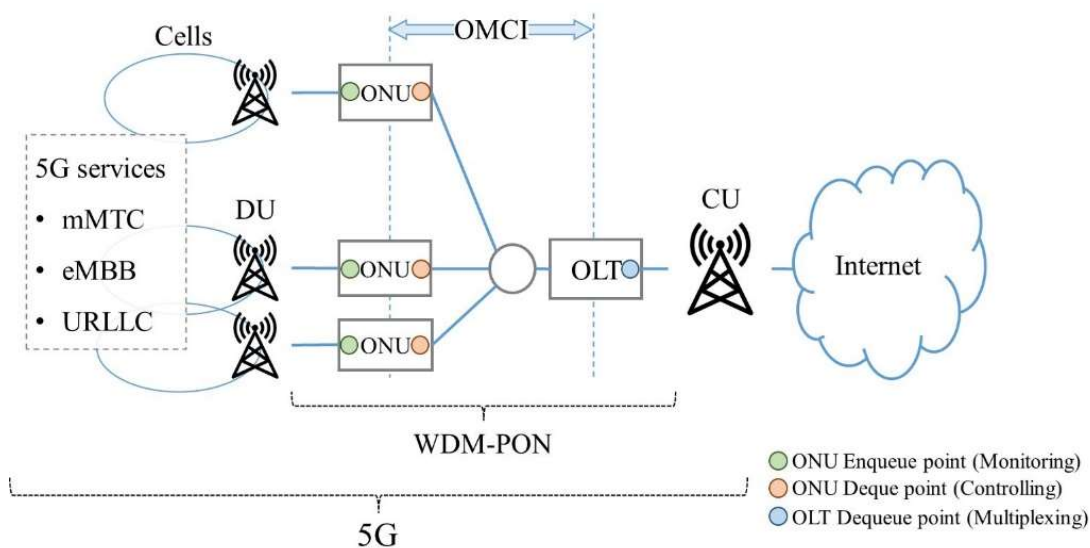 Cells
OMCI
ONU
5G services
• mMTC
• eMBB
• URLLC
DU
ONU
ONU
OLT
CU
Internet
WDM-PON
5G
ONU Enqueue point (Monitoring)
ONU Deque point (Controlling)
OLT Dequeue point (Multiplexing)